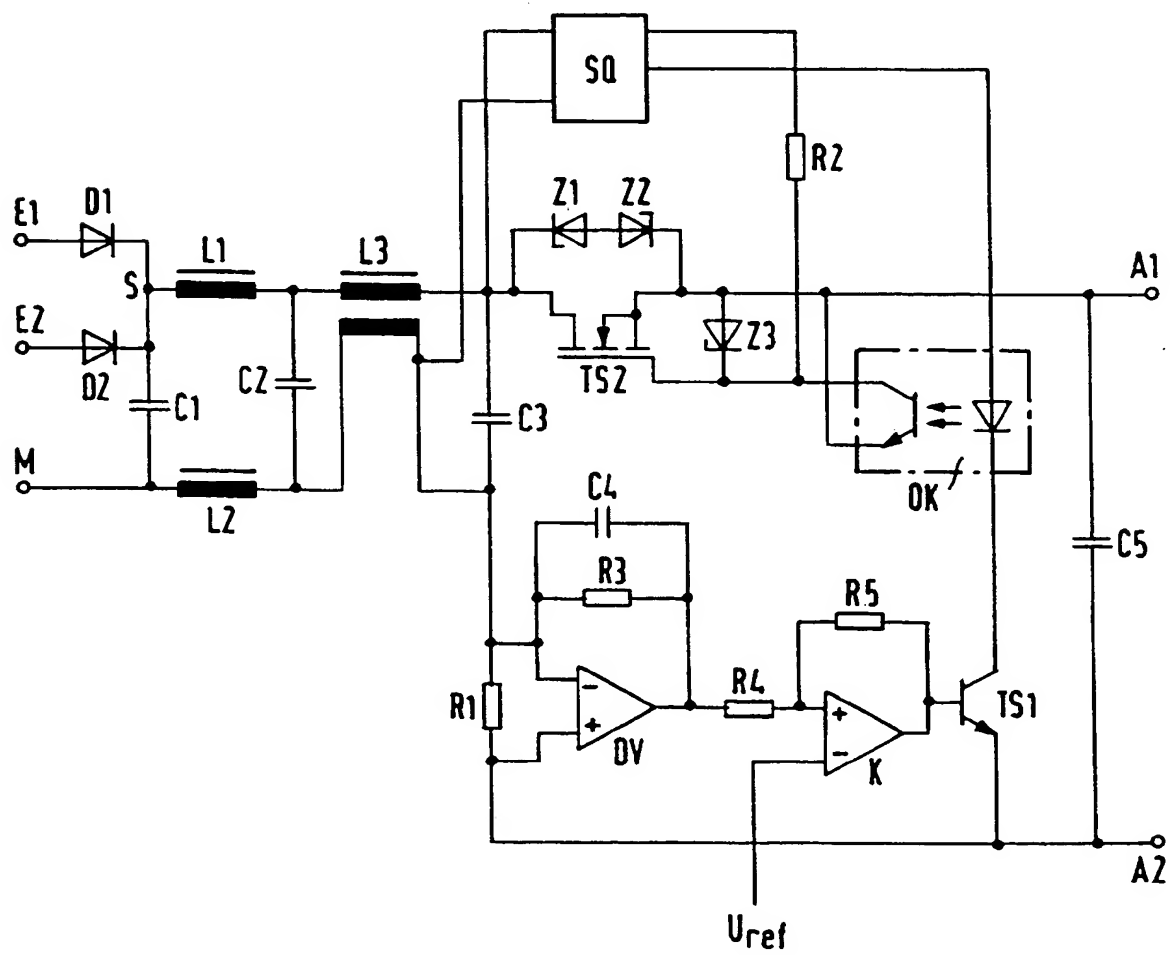 SQ
R2
Z1
Z2
E1
D1
L1
L3
A1
S
E2
D2
C1
C2
TS2
Z3
C3
M
L2
OK
C4
C5
R3
R5
R1
R4
TS1
-
+
DV
+
-
K
A2
Uref